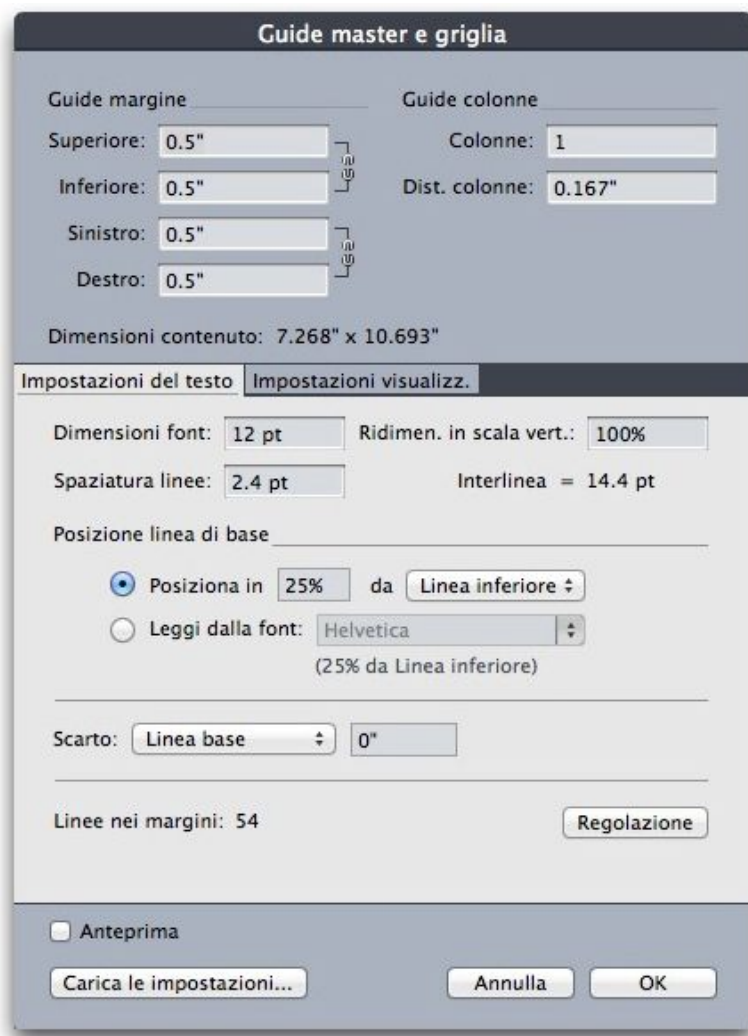 Guide master e griglia
Guide margine
Guide colonne
Superiore: 0.5"
Colonne: 1
Inferiore: 0.5"
Dist. colonne: 0.167"
Sinistro: 0.5"
Destro: 0.5"
Dimensioni contenuto: 7.268" x 10.693"
Impostazioni del testo Impostazioni visualizz.
Dimensioni font: 12 pt Ridimen. in scala vert.: 100%
Spaziatura linee: 2.4 pt Interlinea = 14.4 pt
Posizione linea di base
Posiziona in 25% da Linea inferiore
Leggi dalla font: Helvetica
(25% da Linea inferiore)
Scarto: Linea base 0"
Linee nei margini: 54 Regolazione
Anteprima
Carica le impostazioni... Annulla OK